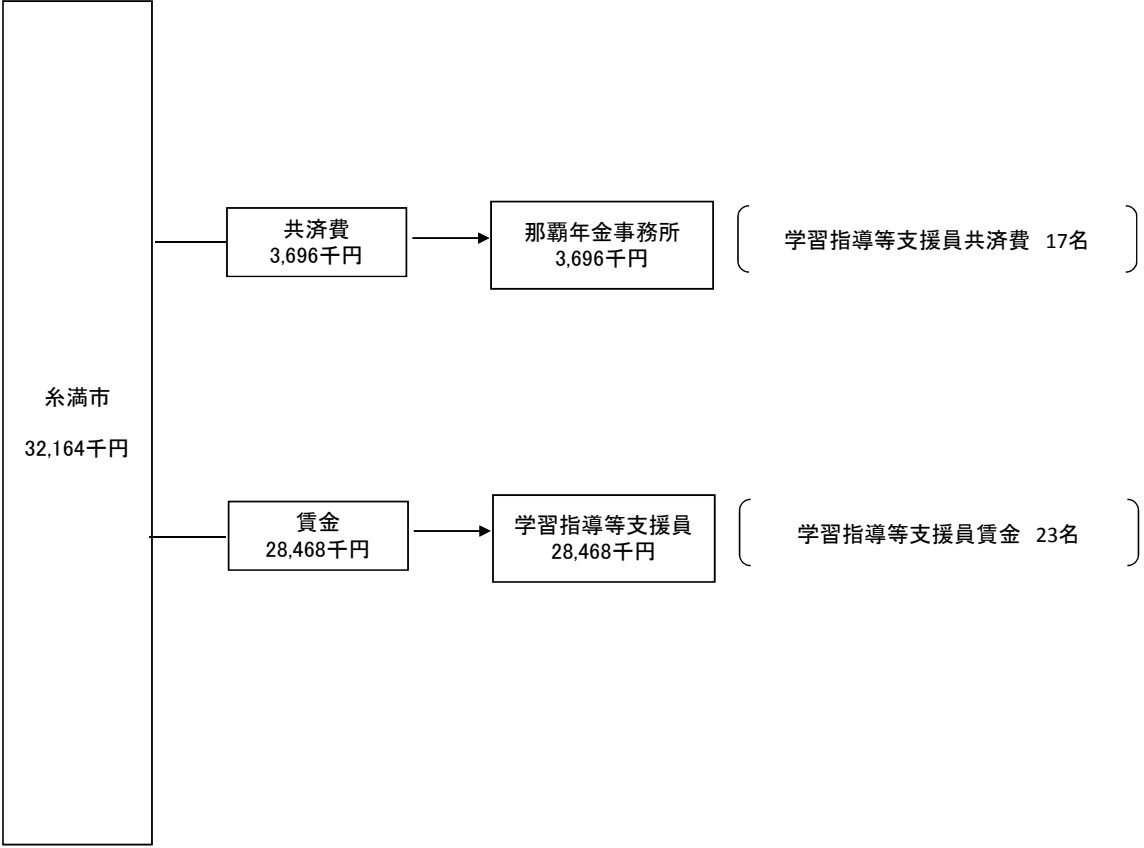 共済費
3,696千円
那覇年金事務所
3,696千円
学習指導等支援員共済費 17名
糸満市
32,164千円
賃金
28,468千円
学習指導等支援員
28,468千円
学習指導等支援員賃金 23名